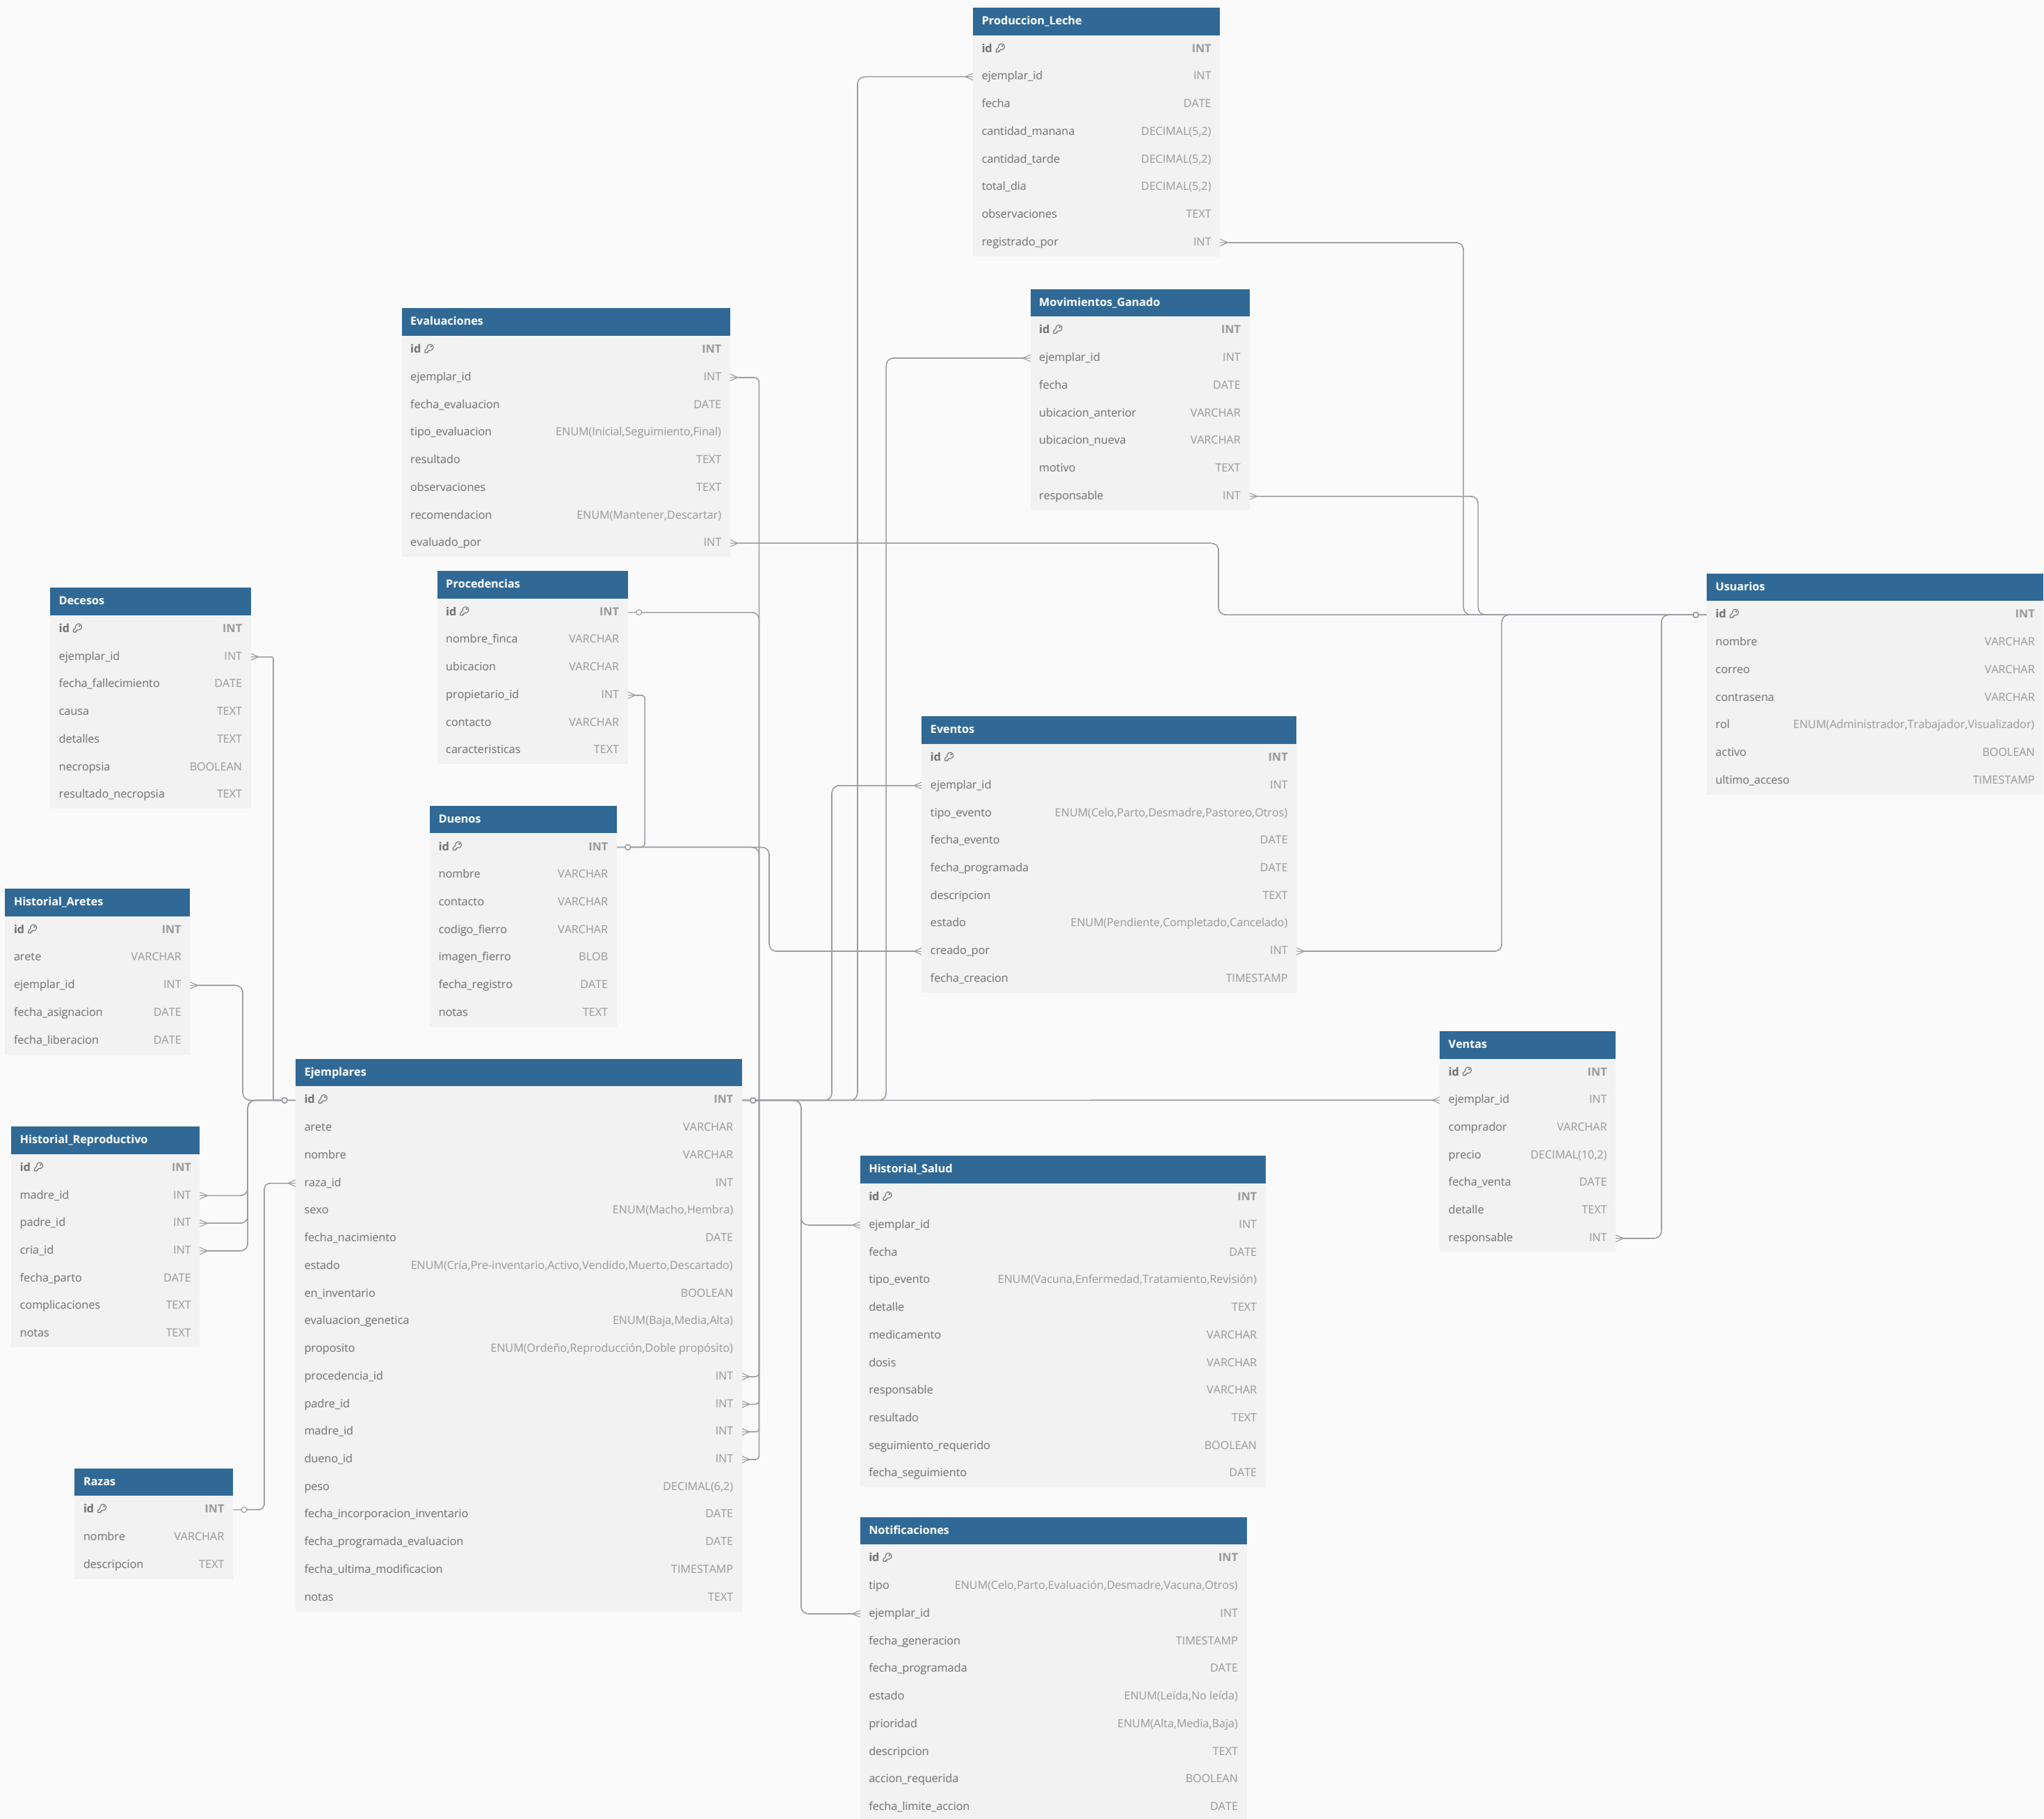 Produccion_Leche
id INT
ejemplar_id INT
fecha DATE
cantidad_manana DECIMAL(5,2)
cantidad_tarde DECIMAL(5,2)
total_dia DECIMAL(5,2)
observaciones TEXT
registrado_por INT
Movimientos_Ganado
id INT
ejemplar_id INT
fecha DATE
ubicacion_anterior VARCHAR
ubicacion_nueva VARCHAR
motivo TEXT
responsable INT
Evaluaciones
id INT
ejemplar_id INT
fecha_evaluacion DATE
tipo_evaluacion ENUM(Inicial,Seguimiento,Final)
resultado TEXT
observaciones TEXT
recomendacion ENUM(Mantener,Descartar)
evaluado_por INT
Procedencias
id INT
nombre_finca VARCHAR
ubicacion VARCHAR
propietario_id INT
contacto VARCHAR
caracteristicas TEXT
Usuarios
id INT
nombre VARCHAR
correo VARCHAR
contrasena VARCHAR
rol ENUM(Administrador,Trabajador,Visualizador)
activo BOOLEAN
ultimo_acceso TIMESTAMP
Decesos
id INT
ejemplar_id INT
fecha_fallecimiento DATE
causa TEXT
detalles TEXT
necropsia BOOLEAN
resultado_necropsia TEXT
Eventos
id INT
ejemplar_id INT
tipo_evento ENUM(Celo,Parto,Desmadre,Pastoreo,Otros)
fecha_evento DATE
fecha_programada DATE
descripcion TEXT
estado ENUM(Pendiente,Completado,Cancelado)
creado_por INT
fecha_creacion TIMESTAMP
Duenos
id INT
nombre VARCHAR
contacto VARCHAR
codigo_fierro VARCHAR
imagen_fierro BLOB
fecha_registro DATE
notas TEXT
Historial_Aretes
id INT
arete VARCHAR
ejemplar_id INT
fecha_asignacion DATE
fecha_liberacion DATE
Ventas
id INT
ejemplar_id INT
comprador VARCHAR
precio DECIMAL(10,2)
fecha_venta DATE
detalle TEXT
responsable INT
Ejemplares
id INT
arete VARCHAR
nombre VARCHAR
raza_id INT
sexo ENUM(Macho,Hembra)
fecha_nacimiento DATE
estado ENUM(Cría,Pre-inventario,Activo,Vendido,Muerto,Descartado)
en_inventario BOOLEAN
evaluacion_genetica ENUM(Baja,Media,Alta)
proposito ENUM(Ordeño,Reproducción,Doble propósito)
procedencia_id INT
padre_id INT
madre_id INT
dueno_id INT
peso DECIMAL(6,2)
fecha_incorporacion_inventario DATE
fecha_programada_evaluacion DATE
fecha_ultima_modificacion TIMESTAMP
notas TEXT
Historial_Reproductivo
id INT
madre_id INT
padre_id INT
cria_id INT
fecha_parto DATE
complicaciones TEXT
notas TEXT
Historial_Salud
id INT
ejemplar_id INT
fecha DATE
tipo_evento ENUM(Vacuna,Enfermedad,Tratamiento,Revisión)
detalle TEXT
medicamento VARCHAR
dosis VARCHAR
responsable VARCHAR
resultado TEXT
seguimiento_requerido BOOLEAN
fecha_seguimiento DATE
Razas
id INT
nombre VARCHAR
descripcion TEXT
Notificaciones
id INT
tipo ENUM(Celo,Parto,Evaluación,Desmadre,Vacuna,Otros)
ejemplar_id INT
fecha_generacion TIMESTAMP
fecha_programada DATE
estado ENUM(Leída,No leída)
prioridad ENUM(Alta,Media,Baja)
descripcion TEXT
accion_requerida BOOLEAN
fecha_limite_accion DATE